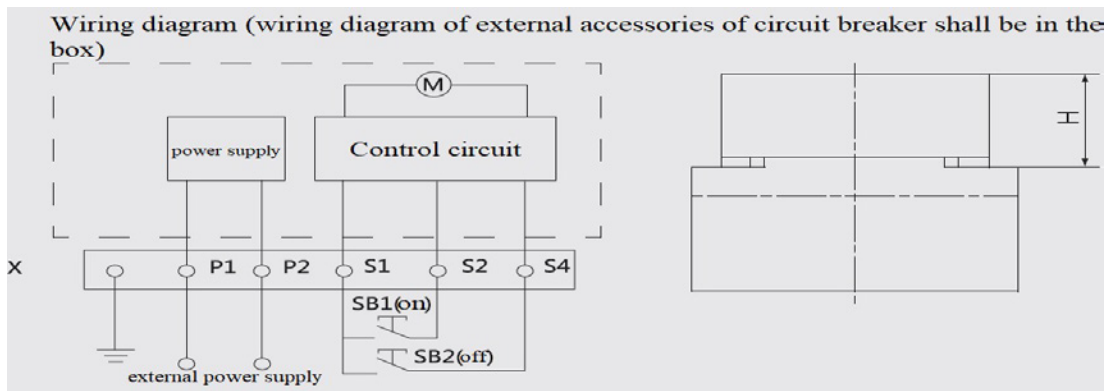 Wiring diagram (wiring diagram of external accessories of circuit breaker shall be in the
box)
M
power supply
Control circuit
H
X
P1
P2
S1
S2
S4
SB1(on)
SB2(off)
external power supply